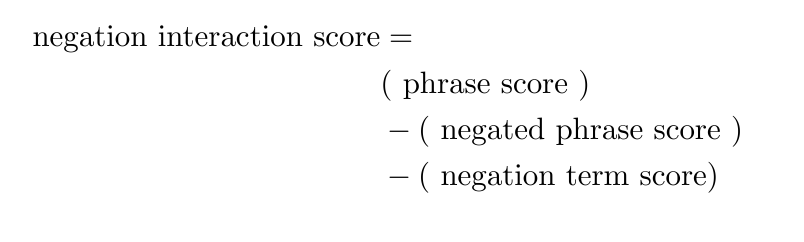 negation interaction score =
( phrase score )
− ( negated phrase score )
− ( negation term score)